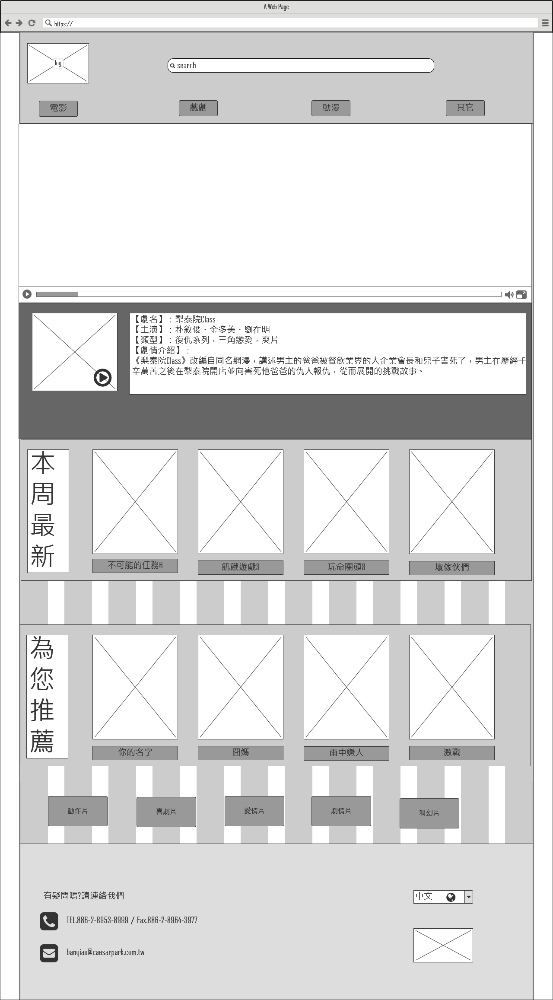 A Web Page
https://
log
search
電影
戲劇
動漫
其它
【劇名】：梨泰院Class
【主演】：朴敘俊、金多美、劉在明
【類型】：復仇系列，三角戀愛，爽片
【劇情介紹】：
《梨泰院Class》改編自同名網漫，講述男主的爸爸被餐飲業界的大企業會長和兒子害死了，男主在歷經千
辛萬苦之後在梨泰院開店並向害死他爸爸的仇人報仇，從而展開的挑戰故事。
本
周
最
新
不可能的任務6
飢餓遊戲3
玩命關頭8
壞傢伙們
為
您
推
薦
你的名字
囧媽
雨中戀人
激戰
動作片
喜劇片
愛情片
劇情片
科幻片
有疑問嗎?請連絡我們
中文
TEL.886-2-8953-8999 / Fax.886-2-8964-3977
banqiao@caesarpark.com.tw